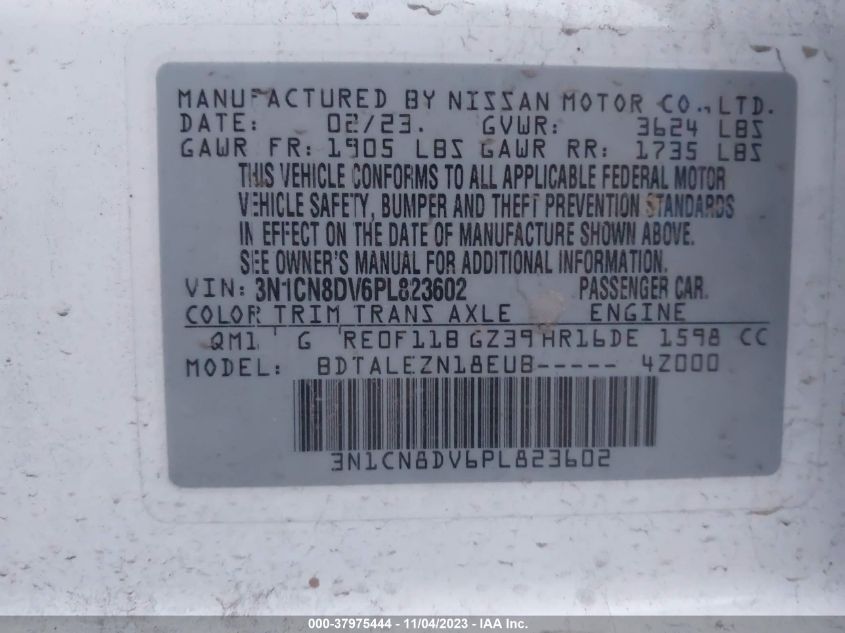 MANUFACTURED BY NISSAN MOTOR CO., LTD.
DATE: 02/23. GVWR: 3624 LBS
GAWR FR: 1905 LBS GAWR RR: 1735 LBS
THIS VEHICLE CONFORMS TO ALL APPLICABLE FEDERAL MOTOR
VEHICLE SAFETY, BUMPER AND THEFT PREVENTION STANDARDS
IN EFFECT ON THE DATE OF MANUFACTURE SHOWN ABOVE.
SEE OWNER'S MANUAL FOR ADDITIONAL INFORMATION.
VIN: 3N1CN8DV6PL823602 PASSENGER CAR.
COLOR TRIM TRANS AXLE ENGINE
QM1 G RE0F11B GZ39 HR16DE 1598 CC
MODEL: BDTALEZN18EUB----- 4Z000
3N1CN8DV6PL823602
000-37975444 — 11/04/2023 - IAA Inc.